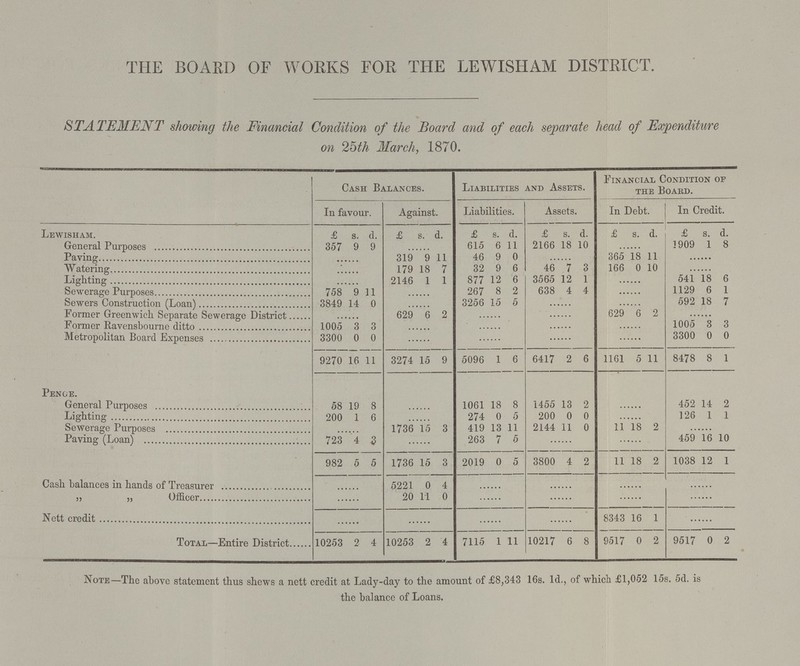 THE BOARD OF WORKS FOR THE LEWISHAM DISTRICT.
STATEMENT showing the Financial Condition of the Board and of each separate head of Expenditure
on 25th March, 1870.
Cash Balances. Liabilities and Assets. Financial Condition of the Board.
In favour. Against. Liabilities. Assets. In Debt. In Credit.
Lewisham. £ s. d. £ s. d. £ s. d. £ s. d. £ s. d. £ s. d.
General Purposes 357 9 9 ...... 615 6 11 2166 18 10 ...... 1909 1 8
Paving ...... 319 9 11 46 9 0 ...... 365 18 11 ......
Watering ...... 179 18 7 32 9 6 46 7 3 166 0 10 ......
Lighting ...... 2146 1 1 877 12 6 3565 12 1 ...... 541 18 6
Sewerage Purposes 758 9 11 ...... 267 8 2 638 4 4 ...... 1129 6 1
Sewers Construction (Loan) 3849 14 0 ...... 3256 15 5 ...... ...... 592 18 7
Former Greenwich Separate Sewerage District ...... 629 6 2 ...... ...... 629 6 2 ......
Former Ravensbourne ditto 1005 3 3 ...... ...... ...... ...... 1005 3 3
Metropolitan Board Expenses 3300 0 0 ...... ...... ...... ...... 3300 0 0
9270 16 11 3274 15 9 5096 1 6 6417 2 6 1161 5 11 8478 8 1
Penge.
General Purposes 58 19 8 ...... 1061 18 8 1455 13 2 ...... 452 14 2
Lighting 200 1 6 ...... 274 0 5 200 0 0 ...... 126 1 1
Sewerage Purposes ...... 1736 15 3 419 13 11 2144 11 0 11 18 2 ......
Paving (Loan) 723 4 3 ...... 263 7 5 ...... ...... 459 16 10
982 5 5 1736 15 3 2019 0 5 3800 4 2 11 18 2 1038 12 1
Cash balances in hands of Treasurer ...... 5221 0 4 ...... ...... ...... ......
„ „ Officer ...... 20 11 0 ...... ...... ...... ......
Nett credit ...... ...... ...... ...... 8343 16 1 ......
Total—Entire District 10253 2 4 10253 2 4 7115 1 11 10217 6 8 9517 0 2 9517 0 2
Note—The above statement thus shews a nett credit at Lady-day to the amount of £8,343 16s. 1d., of which £1,052 15s. 5d. is
the balance of Loans.